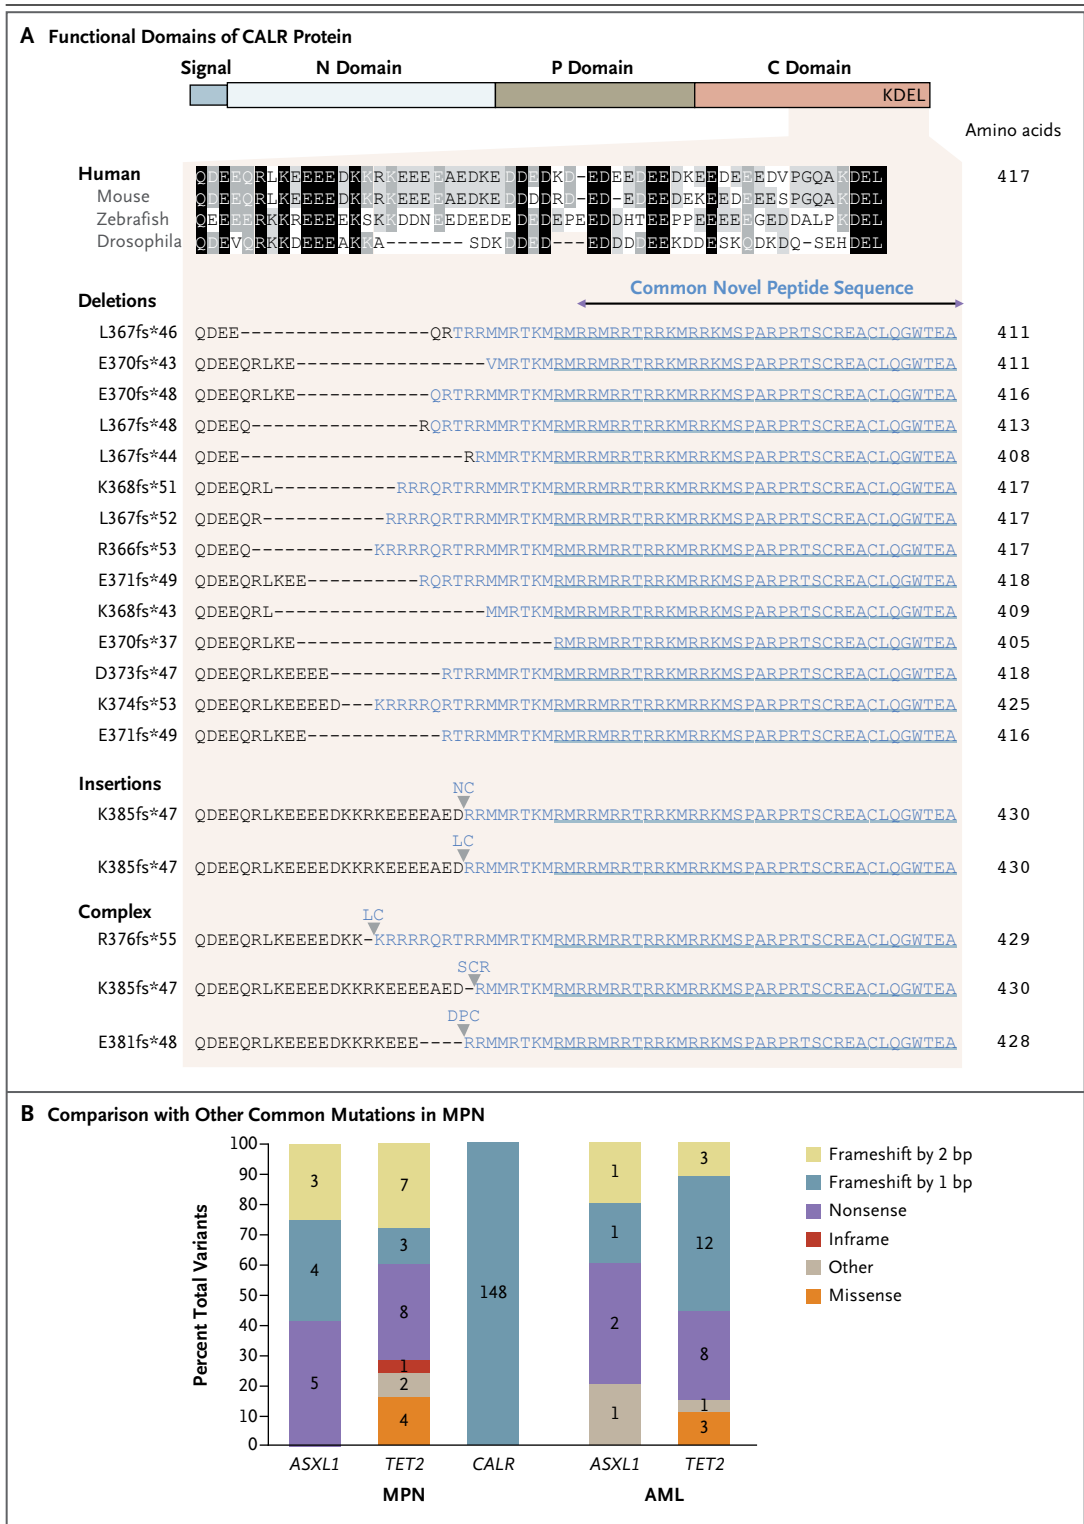 A Functional Domains of CALR Protein
Signal N Domain P Domain C Domain
KDEL
Amino acids
Human QDEEQRLKEEEEDKKRKEEEEAEDKEDDEDKD-EDEEDEEDKEEDEEEDVPGQAKDEL 417
Mouse QDEEQRLKEEEEDKKRKEEEEAEDKEDDDDRD-ED-EDEEDEKEEDEEESPGQAKDEL
Zebrafish QEEEERKKREEEEKSKKDDNEEDEEDEDEDEPEEDDHTEEPPEEEEEGEDDALPKDEL
Drosophila QDEVQRKKDEEEAKKA-------SDKDDED---EDDDDEEKDDESKQDKDQ-SEHDEL
Common Novel Peptide Sequence
Deletions
L367fs*46 QDEE-----------------QRTRRMMRTKMRMRRMRRTRRKMRRKMSPARPRTSCREACLQGWTEA 411
E370fs*43 QDEEQRLKE-----------------VMRTKMRMRRMRRTRRKMRRKMSPARPRTSCREACLQGWTEA 411
E370fs*48 QDEEQRLKE------------QRTRRMMRTKMRMRRMRRTRRKMRRKMSPARPRTSCREACLQGWTEA 416
L367fs*48 QDEEQ---------------RQRTRRMMRTKMRMRRMRRTRRKMRRKMSPARPRTSCREACLQGWTEA 413
L367fs*44 QDEE--------------------RRMMRTKMRMRRMRRTRRKMRRKMSPARPRTSCREACLQGWTEA 408
K368fs*51 QDEEQRL-----------RRRQRTRRMMRTKMRMRRMRRTRRKMRRKMSPARPRTSCREACLQGWTEA 417
L367fs*52 QDEEQR-----------RRRRQRTRRMMRTKMRMRRMRRTRRKMRRKMSPARPRTSCREACLQGWTEA 417
R366fs*53 QDEEQ-----------KRRRRQRTRRMMRTKMRMRRMRRTRRKMRRKMSPARPRTSCREACLQGWTEA 417
E371fs*49 QDEEQRLKEE----------RQRTRRMMRTKMRMRRMRRTRRKMRRKMSPARPRTSCREACLQGWTEA 418
K368fs*43 QDEEQRL-------------------MMRTKMRMRRMRRTRRKMRRKMSPARPRTSCREACLQGWTEA 409
E370fs*37 QDEEQRLKE-----------------------RMRRMRRTRRKMRRKMSPARPRTSCREACLQGWTEA 405
D373fs*47 QDEEQRLKEEEE----------RTRRMMRTKMRMRRMRRTRRKMRRKMSPARPRTSCREACLQGWTEA 418
K374fs*53 QDEEQRLKEEEED---KRRRRQRTRRMMRTKMRMRRMRRTRRKMRRKMSPARPRTSCREACLQGWTEA 425
E371fs*49 QDEEQRLKEE------------RTRRMMRTKMRMRRMRRTRRKMRRKMSPARPRTSCREACLQGWTEA 416
Insertions
NC
K385fs*47 QDEEQRLKEEEEDKKRKEEEEAEDRRMMRTKMRMRRMRRTRRKMRRKMSPARPRTSCREACLQGWTEA 430
LC
K385fs*47 QDEEQRLKEEEEDKKRKEEEEAEDRRMMRTKMRMRRMRRTRRKMRRKMSPARPRTSCREACLQGWTEA 430
Complex
LC
R376fs*55 QDEEQRLKEEEEDKK-KRRRRQRTRRMMRTKMRMRRMRRTRRKMRRKMSPARPRTSCREACLQGWTEA 429
SCR
K385fs*47 QDEEQRLKEEEEDKKRKEEEEAED-RMMRTKMRMRRMRRTRRKMRRKMSPARPRTSCREACLQGWTEA 430
DPC
E381fs*48 QDEEQRLKEEEEDKKRKEEE----RRMMRTKMRMRRMRRTRRKMRRKMSPARPRTSCREACLQGWTEA 428
B Comparison with Other Common Mutations in MPN
Percent Total Variants
100
90
80
70
60
50
40
30
20
10
0
3
4
5
7
3
8
1
2
4
148
1
1
2
1
3
12
8
1
3
ASXL1 TET2 CALR ASXL1 TET2
MPN AML
Frameshift by 2 bp
Frameshift by 1 bp
Nonsense
Inframe
Other
Missense